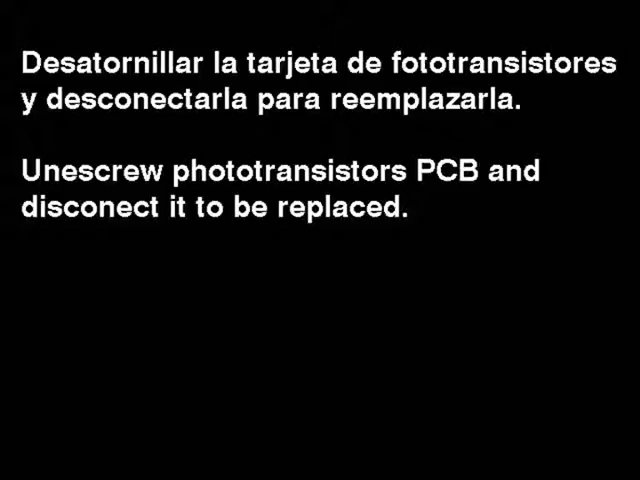 Desatornillar la tarjeta de fototransistores
y desconectarla para reemplazarla.
Unescrew phototransistors PCB and
disconect it to be replaced.